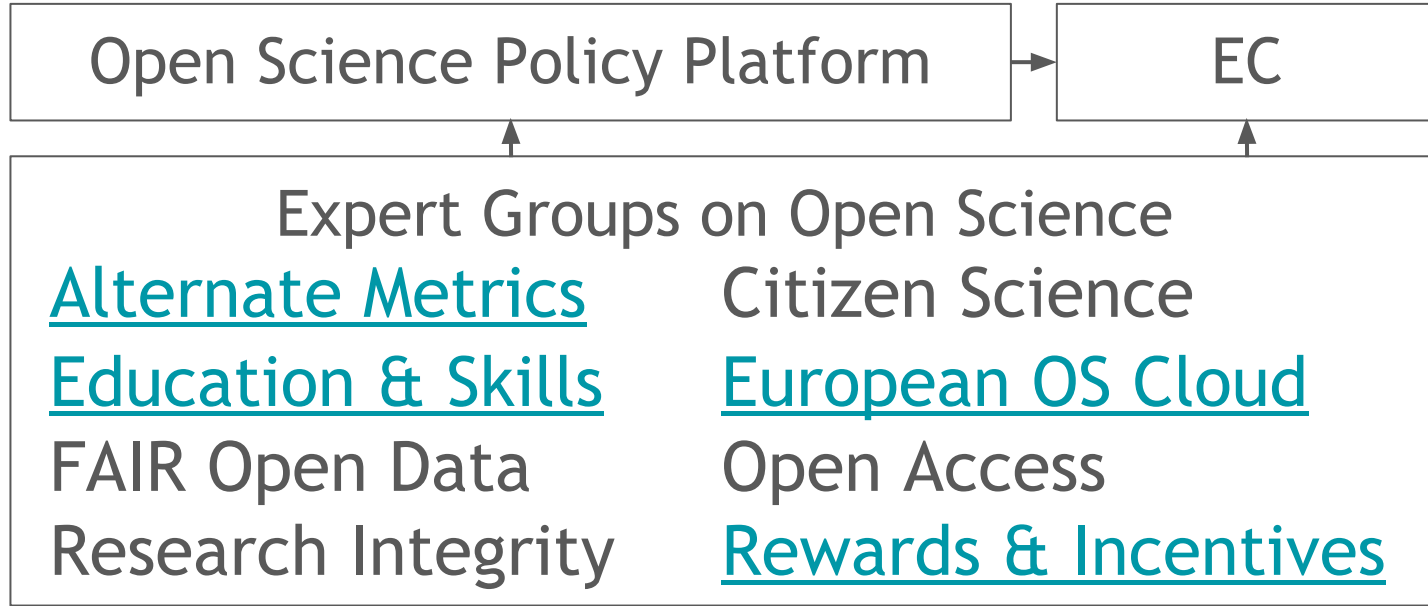 Open Science Policy Platform
EC
Expert Groups on Open Science
Alternate Metrics
Citizen Science
Education & Skills
European OS Cloud
FAIR Open Data
Open Access
Research Integrity
Rewards & Incentives